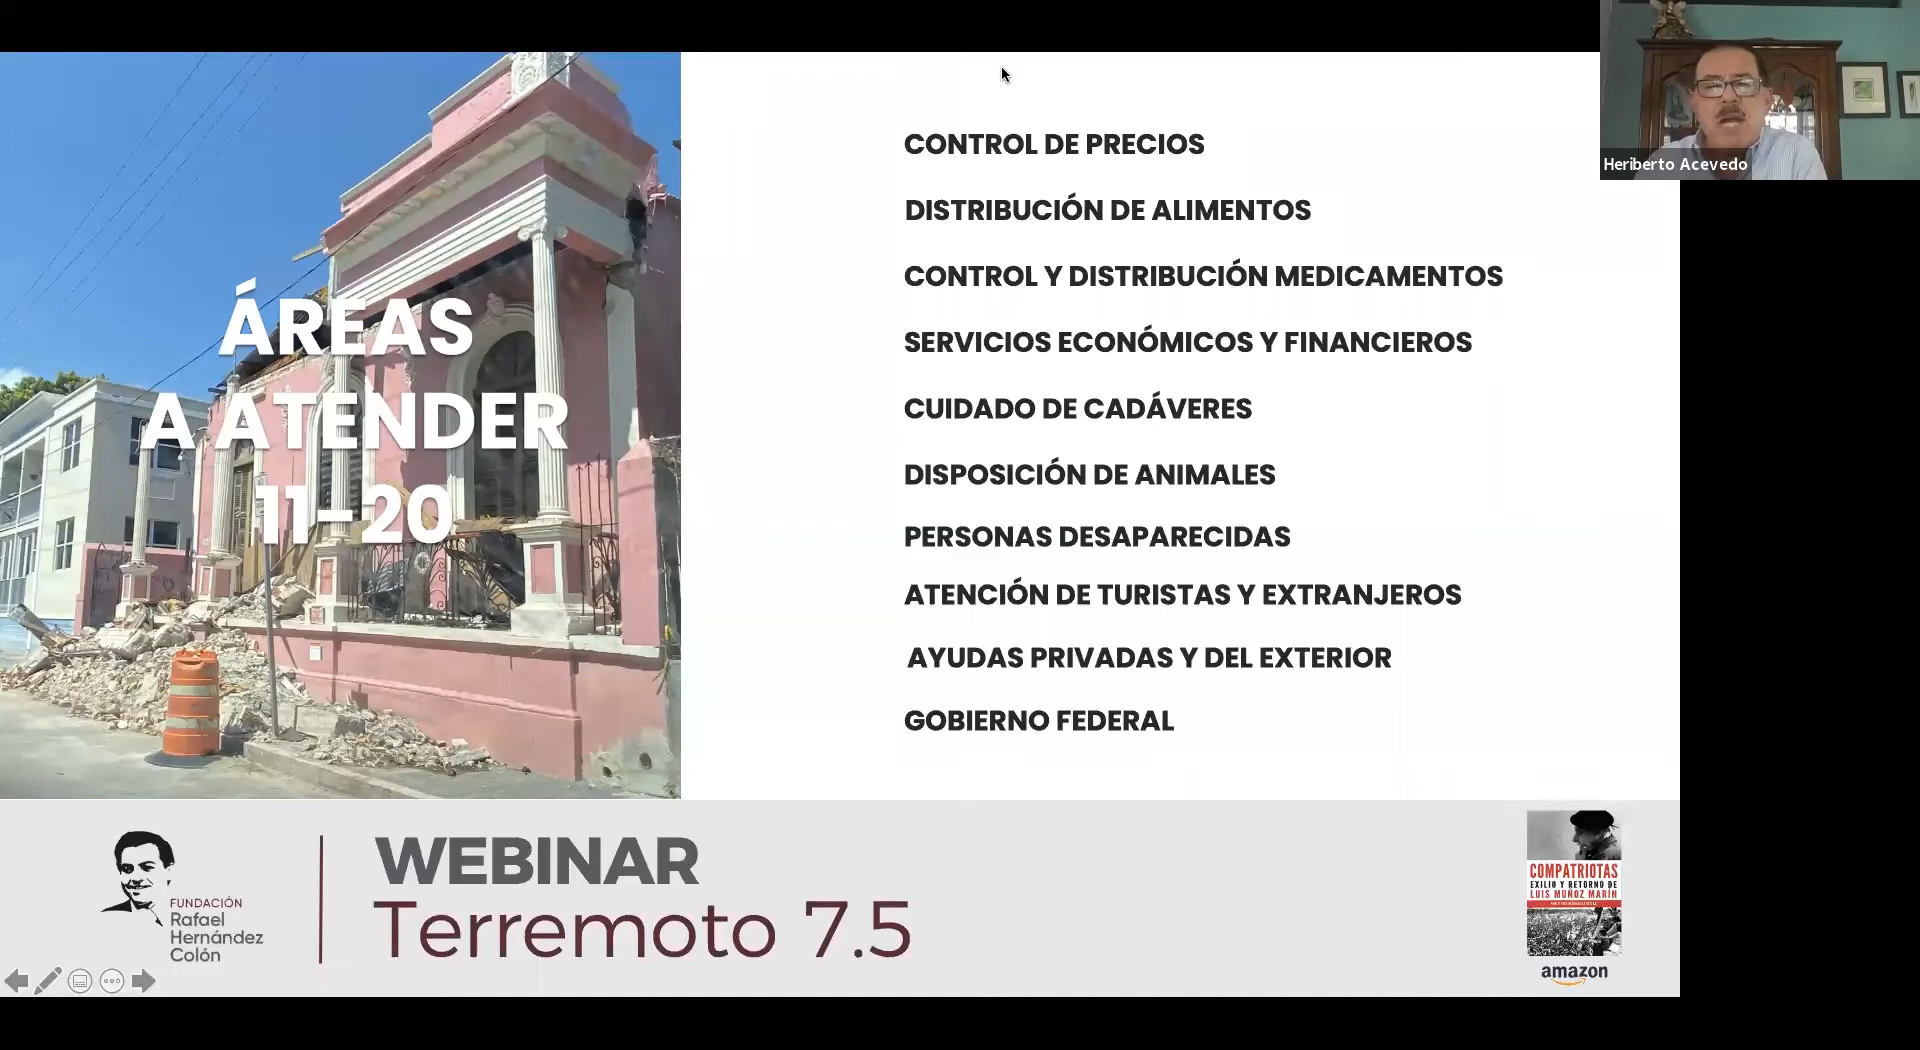 Heriberto Acevedo
ÁREAS
A ATENDER
11-20
CONTROL DE PRECIOS
DISTRIBUCIÓN DE ALIMENTOS
CONTROL Y DISTRIBUCIÓN MEDICAMENTOS
SERVICIOS ECONÓMICOS Y FINANCIEROS
CUIDADO DE CADÁVERES
DISPOSICIÓN DE ANIMALES
PERSONAS DESAPARECIDAS
ATENCIÓN DE TURISTAS Y EXTRANJEROS
AYUDAS PRIVADAS Y DEL EXTERIOR
GOBIERNO FEDERAL
FUNDACIÓN
Rafael
Hernández
Colón
WEBINAR
Terremoto 7.5
COMPATRIOTAS
EXILIO Y RETORNO DE
LUIS MUÑOZ MARÍN
amazon